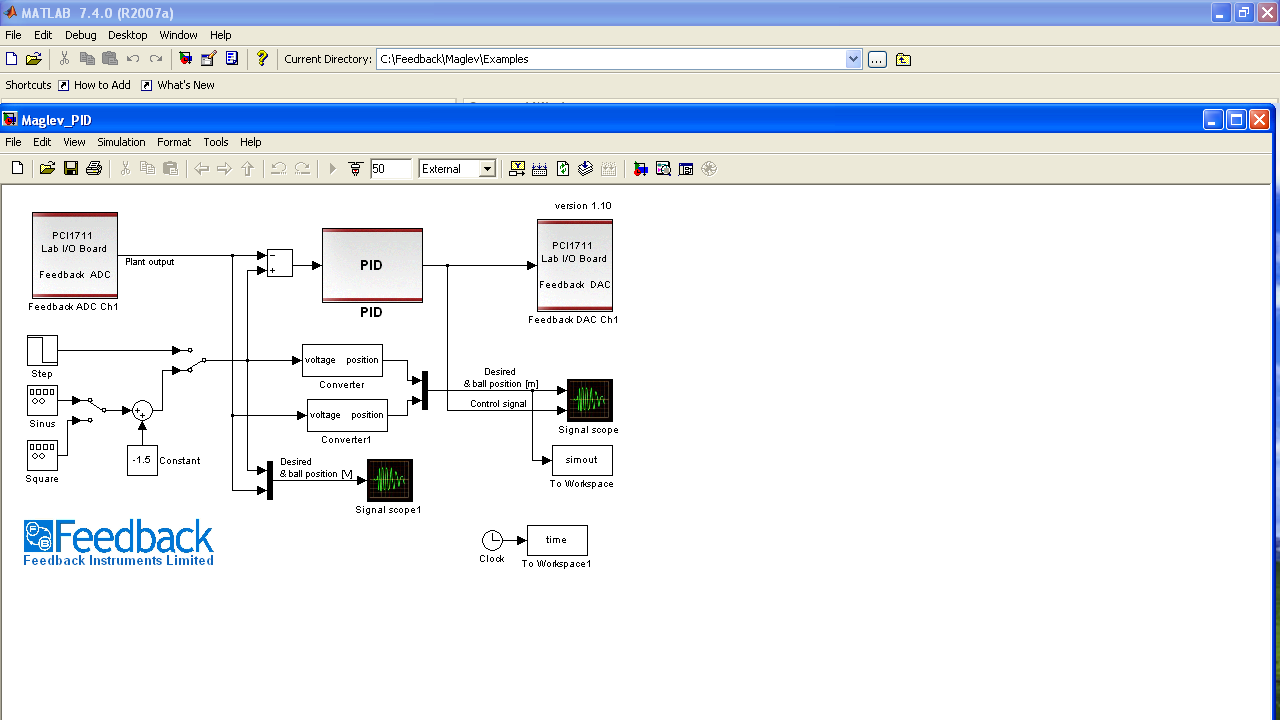 MATLAB 7.4.0 (R2007a)
File Edit Debug Desktop Window Help
Current Directory: C:\Feedback\Maglev\Examples ...
Shortcuts How to Add What's New
Maglev_PID
File Edit View Simulation Format Tools Help
50 External
version 1.10
PCI1711
Lab I/O Board
Feedback ADC
Feedback ADC Ch1
Plant output
−
+
PID
PID
PCI1711
Lab I/O Board
Feedback DAC
Feedback DAC Ch1
Step
Sinus
Square
+
+
-1.5
Constant
voltage position
Converter
voltage position
Converter1
Desired
& ball position [m]
Control signal
Signal scope
simout
To Workspace
Desired
& ball position [v]
Signal scope1
Clock
time
To Workspace1
Feedback
Feedback Instruments Limited